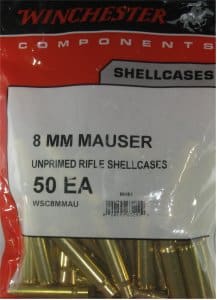 WINCHESTER
COMPONENTS
SHELLCASES
8 MM MAUSER
UNPRIMED RIFLE SHELLCASES
50 EA
WSC8MMAU